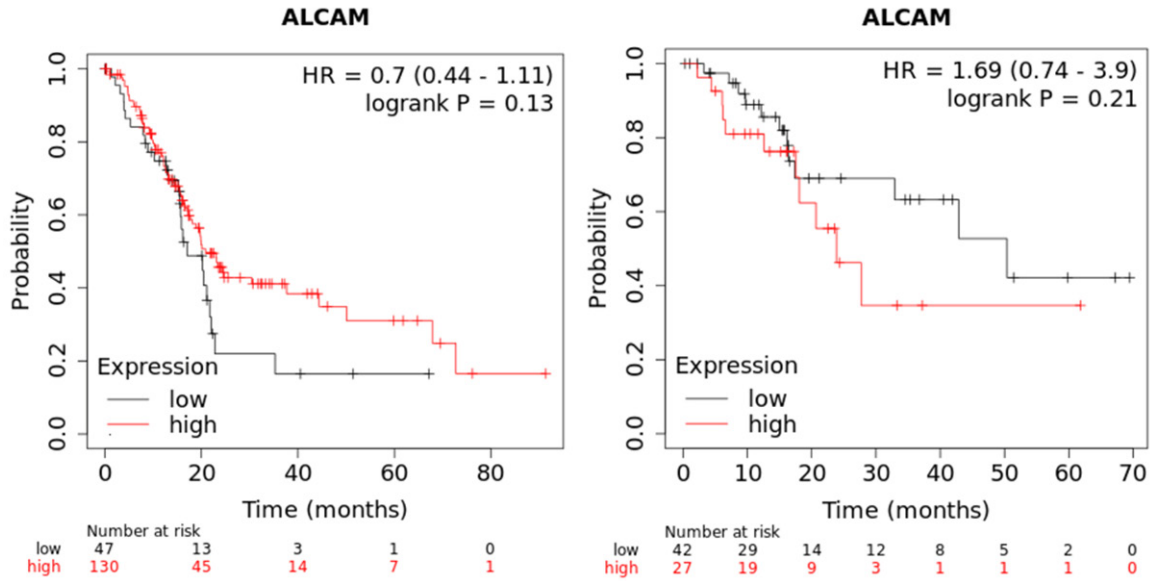 ALCAM
HR = 0.7 (0.44 - 1.11)
logrank P = 0.13
Probability
1.0
0.8
0.6
0.4
0.2
0.0
Expression
low
high
0 20 40 60 80
Time (months)
Number at risk
low 47 13 3 1 0
high 130 45 14 7 1
ALCAM
HR = 1.69 (0.74 - 3.9)
logrank P = 0.21
Probability
1.0
0.8
0.6
0.4
0.2
0.0
Expression
low
high
0 10 20 30 40 50 60 70
Time (months)
Number at risk
low 42 29 14 12 8 5 2 0
high 27 19 9 3 1 1 1 0